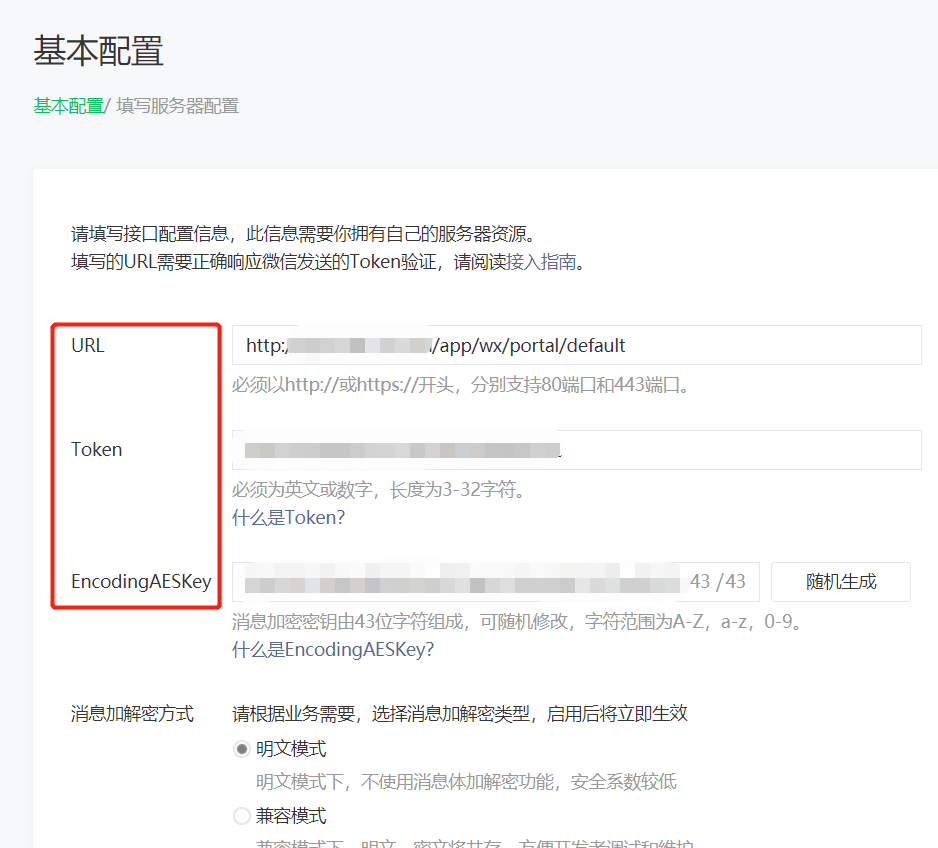 基本配置
基本配置/ 填写服务器配置
请填写接口配置信息，此信息需要你拥有自己的服务器资源。
填写的URL需要正确响应微信发送的Token验证，请阅读接入指南。
URL
http:/ /app/wx/portal/default
必须以http://或https://开头，分别支持80端口和443端口。
Token
必须为英文或数字，长度为3-32字符。
什么是Token?
EncodingAESKey
43 /43
随机生成
消息加密密钥由43位字符组成，可随机修改，字符范围为A-Z，a-z，0-9。
什么是EncodingAESKey?
消息加解密方式
请根据业务需要，选择消息加解密类型，启用后将立即生效
明文模式
明文模式下，不使用消息体加解密功能，安全系数较低
兼容模式
兼容模式下，明文、密文将共存，方便开发者调试和维护